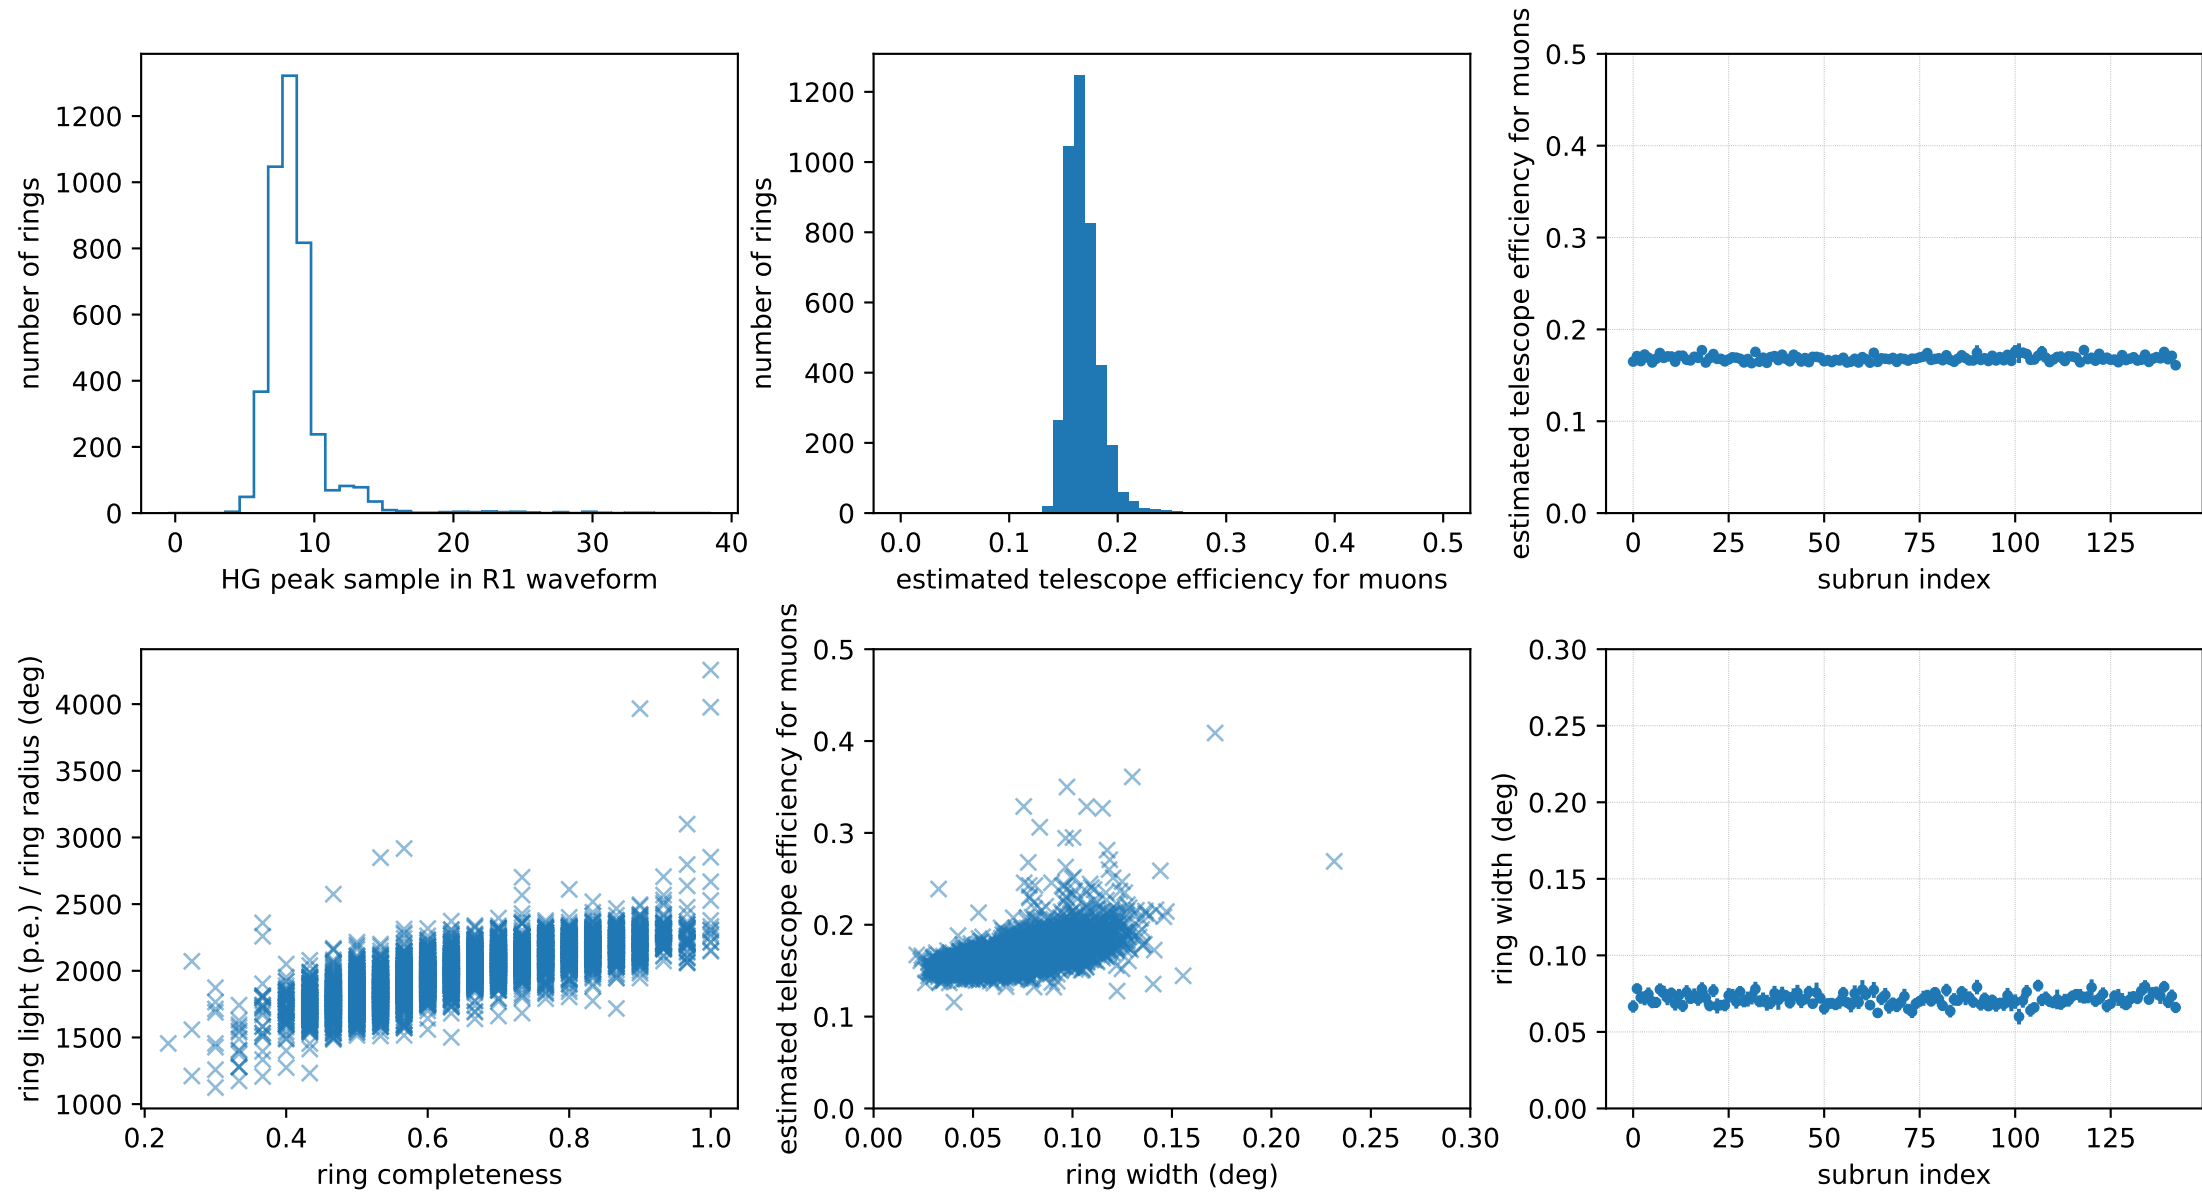 number of rings
1200
1000
800
600
400
200
0
0 10 20 30 40
HG peak sample in R1 waveform
number of rings
1200
1000
800
600
400
200
0
0.0 0.1 0.2 0.3 0.4 0.5
estimated telescope efficiency for muons
estimated telescope efficiency for muons
0.5
0.4
0.3
0.2
0.1
0.0
0 25 50 75 100 125
subrun index
ring light (p.e.) / ring radius (deg)
4000
3500
3000
2500
2000
1500
1000
0.2 0.4 0.6 0.8 1.0
ring completeness
estimated telescope efficiency for muons
0.5
0.4
0.3
0.2
0.1
0.0
0.00 0.05 0.10 0.15 0.20 0.25 0.30
ring width (deg)
ring width (deg)
0.30
0.25
0.20
0.15
0.10
0.05
0.00
0 25 50 75 100 125
subrun index